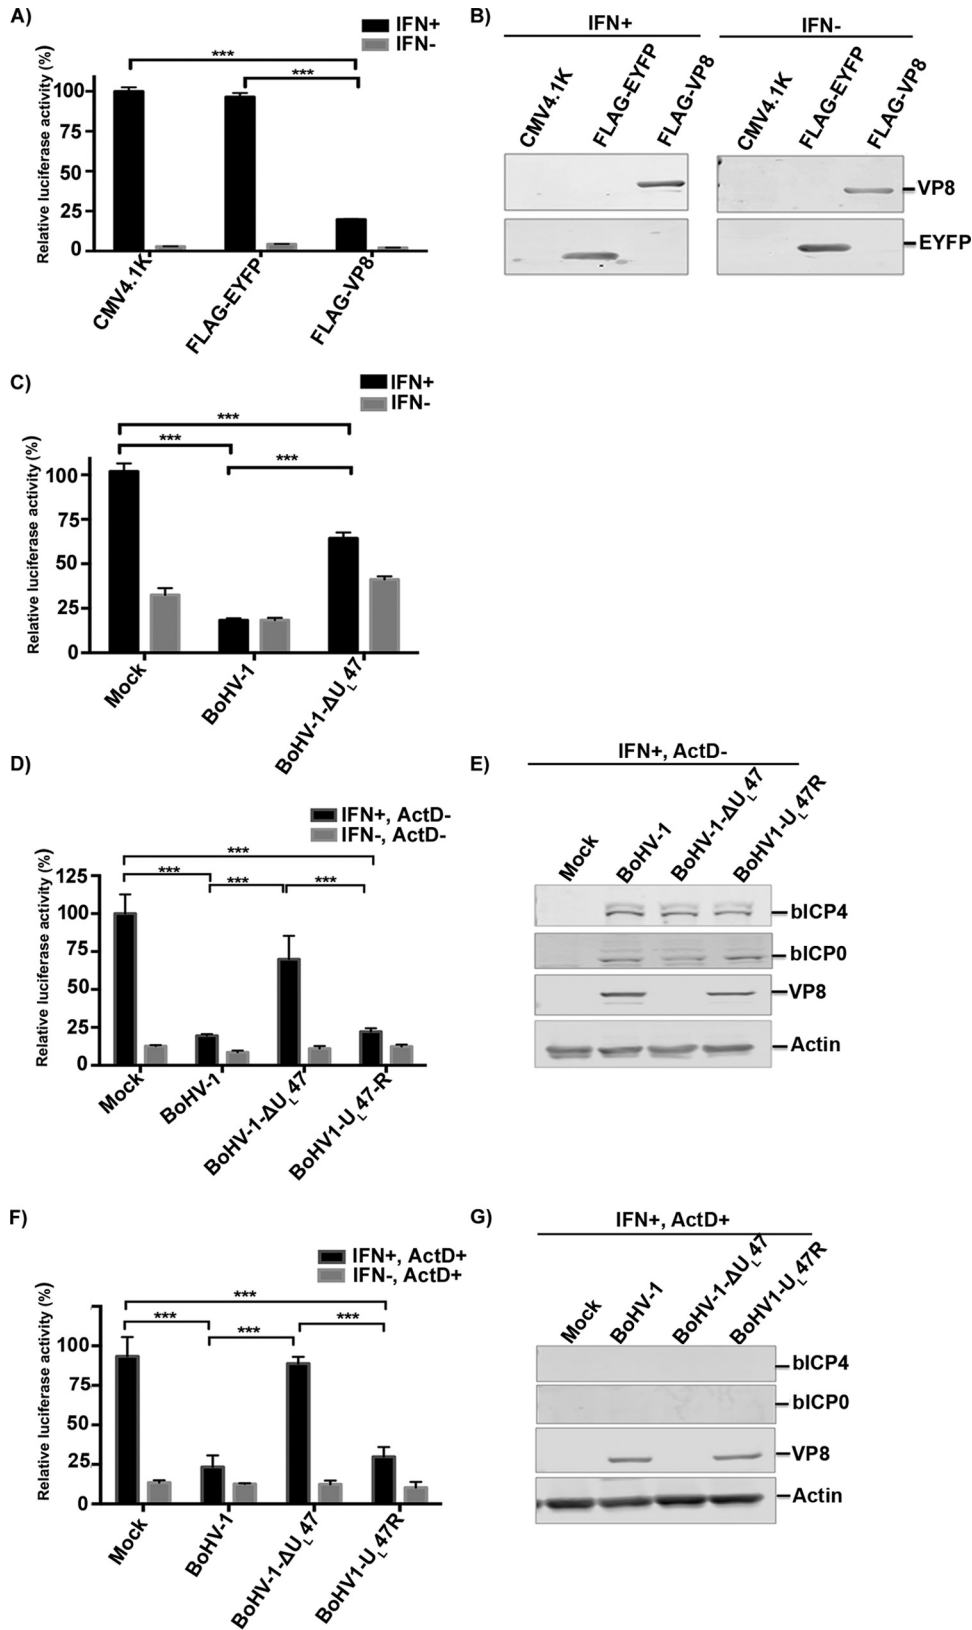 A)
IFN+
IFN-
***
***
Relative luciferase activity (%)
100
75
50
25
0
CMV4.1K
FLAG-EYFP
FLAG-VP8
B)
IFN+
IFN-
CMV4.1K
FLAG-EYFP
FLAG-VP8
CMV4.1K
FLAG-EYFP
FLAG-VP8
VP8
EYFP
C)
IFN+
IFN-
***
***
***
Relative luciferase activity (%)
100
75
50
25
0
Mock
BoHV-1
BoHV-1-ΔUL47
D)
IFN+, ActD-
IFN-, ActD-
***
***
***
***
Relative luciferase activity (%)
125
100
75
50
25
0
Mock
BoHV-1
BoHV-1-ΔUL47
BoHV1-UL47-R
E)
IFN+, ActD-
Mock
BoHV-1
BoHV-1-ΔUL47
BoHV1-UL47R
bICP4
bICP0
VP8
Actin
F)
IFN+, ActD+
IFN-, ActD+
***
***
***
***
Relative luciferase activity (%)
100
75
50
25
0
Mock
BoHV-1
BoHV-1-ΔUL47
BoHV1-UL47R
G)
IFN+, ActD+
Mock
BoHV-1
BoHV-1-ΔUL47
BoHV1-UL47R
bICP4
bICP0
VP8
Actin